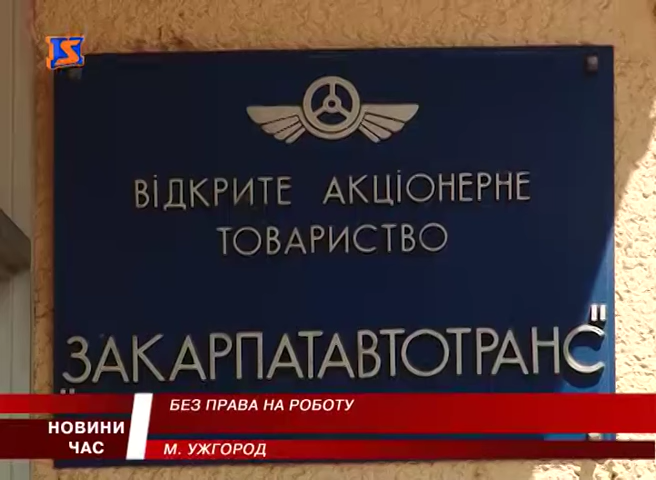 ВІДКРИТЕ АКЦІОНЕРНЕ
ТОВАРИСТВО
"ЗАКАРПАТАВТОТРАНС"
БЕЗ ПРАВА НА РОБОТУ
НОВИНИ
ЧАС
М. УЖГОРОД